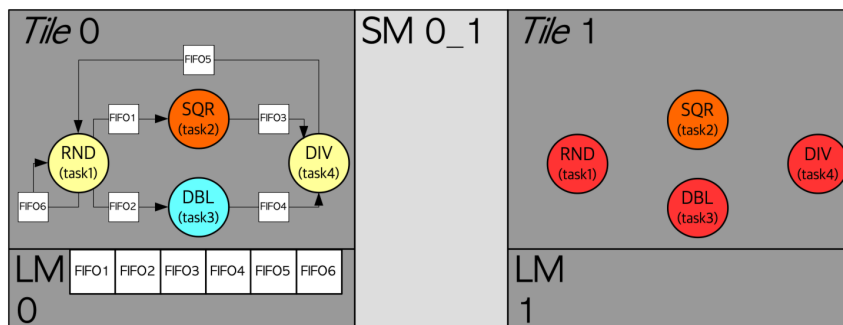 Tile 0
SM 0_1
Tile 1
FIFO5
FIFO1
SQR
(task2)
FIFO3
RND
(task1)
DIV
(task4)
FIFO6
FIFO2
DBL
(task3)
FIFO4
SQR
(task2)
RND
(task1)
DIV
(task4)
DBL
(task3)
LM
0
FIFO1 FIFO2 FIFO3 FIFO4 FIFO5 FIFO6
LM
1